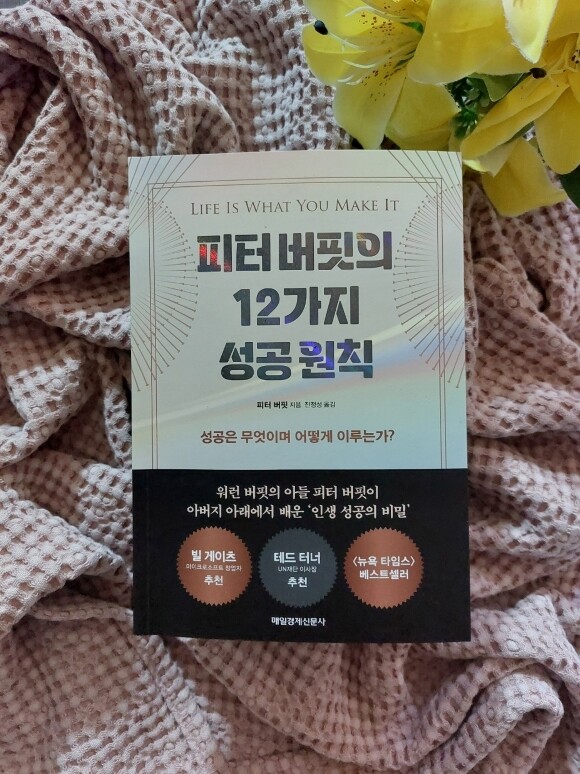 LIFE IS WHAT YOU MAKE IT
피터 버핏의
12가지
성공 원칙
피터 버핏 지음 진정성 옮김
성공은 무엇이며 어떻게 이루는가?
워런 버핏의 아들 피터 버핏이
아버지 아래에서 배운 ‘인생 성공의 비밀’
빌 게이츠
마이크로소프트 창업자
추천
테드 터너
UN재단 이사장
추천
〈뉴욕 타임스〉
베스트셀러
매일경제신문사